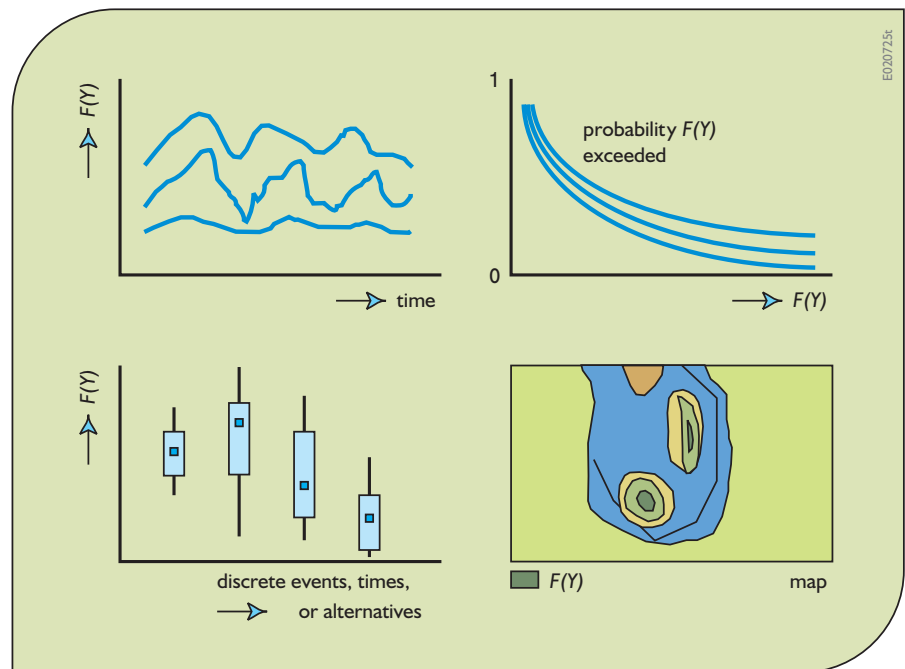 E020725t
F(Y)
time
1
0
probability F(Y)
exceeded
F(Y)
F(Y)
discrete events, times,
or alternatives
F(Y)
map